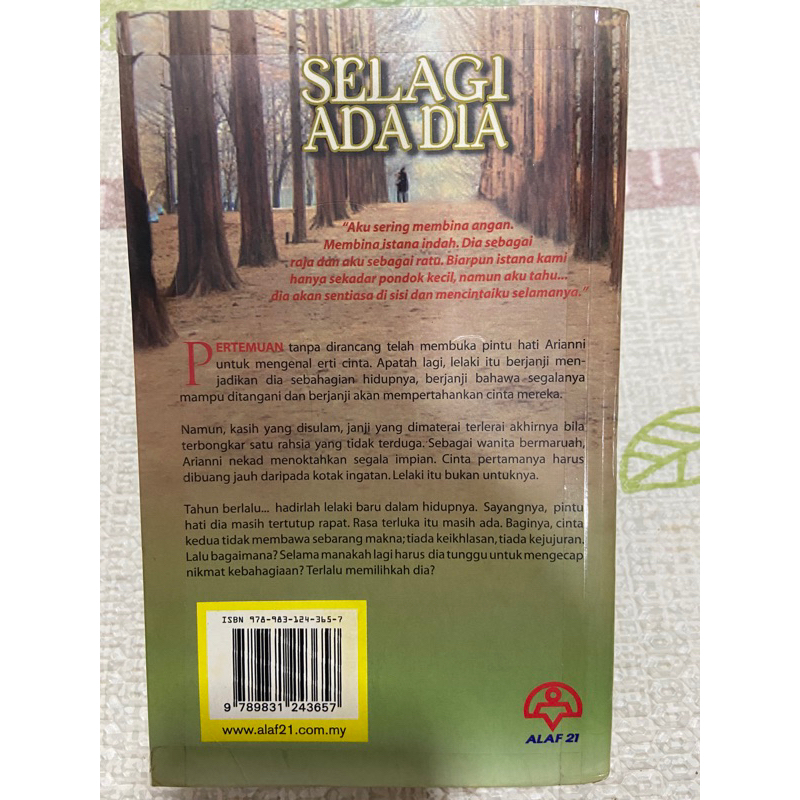 SELAGI
ADA DIA
"Aku sering membina angan.
Membina istana indah. Dia sebagai
raja dan aku sebagai ratu. Biarpun istana kami
hanya sekadar pondok kecil, namun aku tahu...
dia akan sentiasa di sisi dan mencintaiku selamanya."
PERTEMUAN tanpa dirancang telah membuka pintu hati Arianni
untuk mengenal erti cinta. Apatah lagi, lelaki itu berjanji men-
jadikan dia sebahagian hidupnya, berjanji bahawa segalanya
mampu ditangani dan berjanji akan mempertahankan cinta mereka.
Namun, kasih yang disulam, janji yang dimaterai terlerai akhirnya bila
terbongkar satu rahsia yang tidak terduga. Sebagai wanita bermaruah,
Arianni nekad menoktahkan segala impian. Cinta pertamanya harus
dibuang jauh daripada kotak ingatan. Lelaki itu bukan untuknya.
Tahun berlalu... hadirlah lelaki baru dalam hidupnya. Sayangnya, pintu
hati dia masih tertutup rapat. Rasa terluka itu masih ada. Baginya, cinta
kedua tidak membawa sebarang makna; tiada keikhlasan, tiada kejujuran.
Lalu bagaimana? Selama manakah lagi harus dia tunggu untuk mengecap
nikmat kebahagiaan? Terlalu memilihkah dia?
ISBN 978-983-124-365-7
9 789831 243657
www.alaf21.com.my
ALAF 21